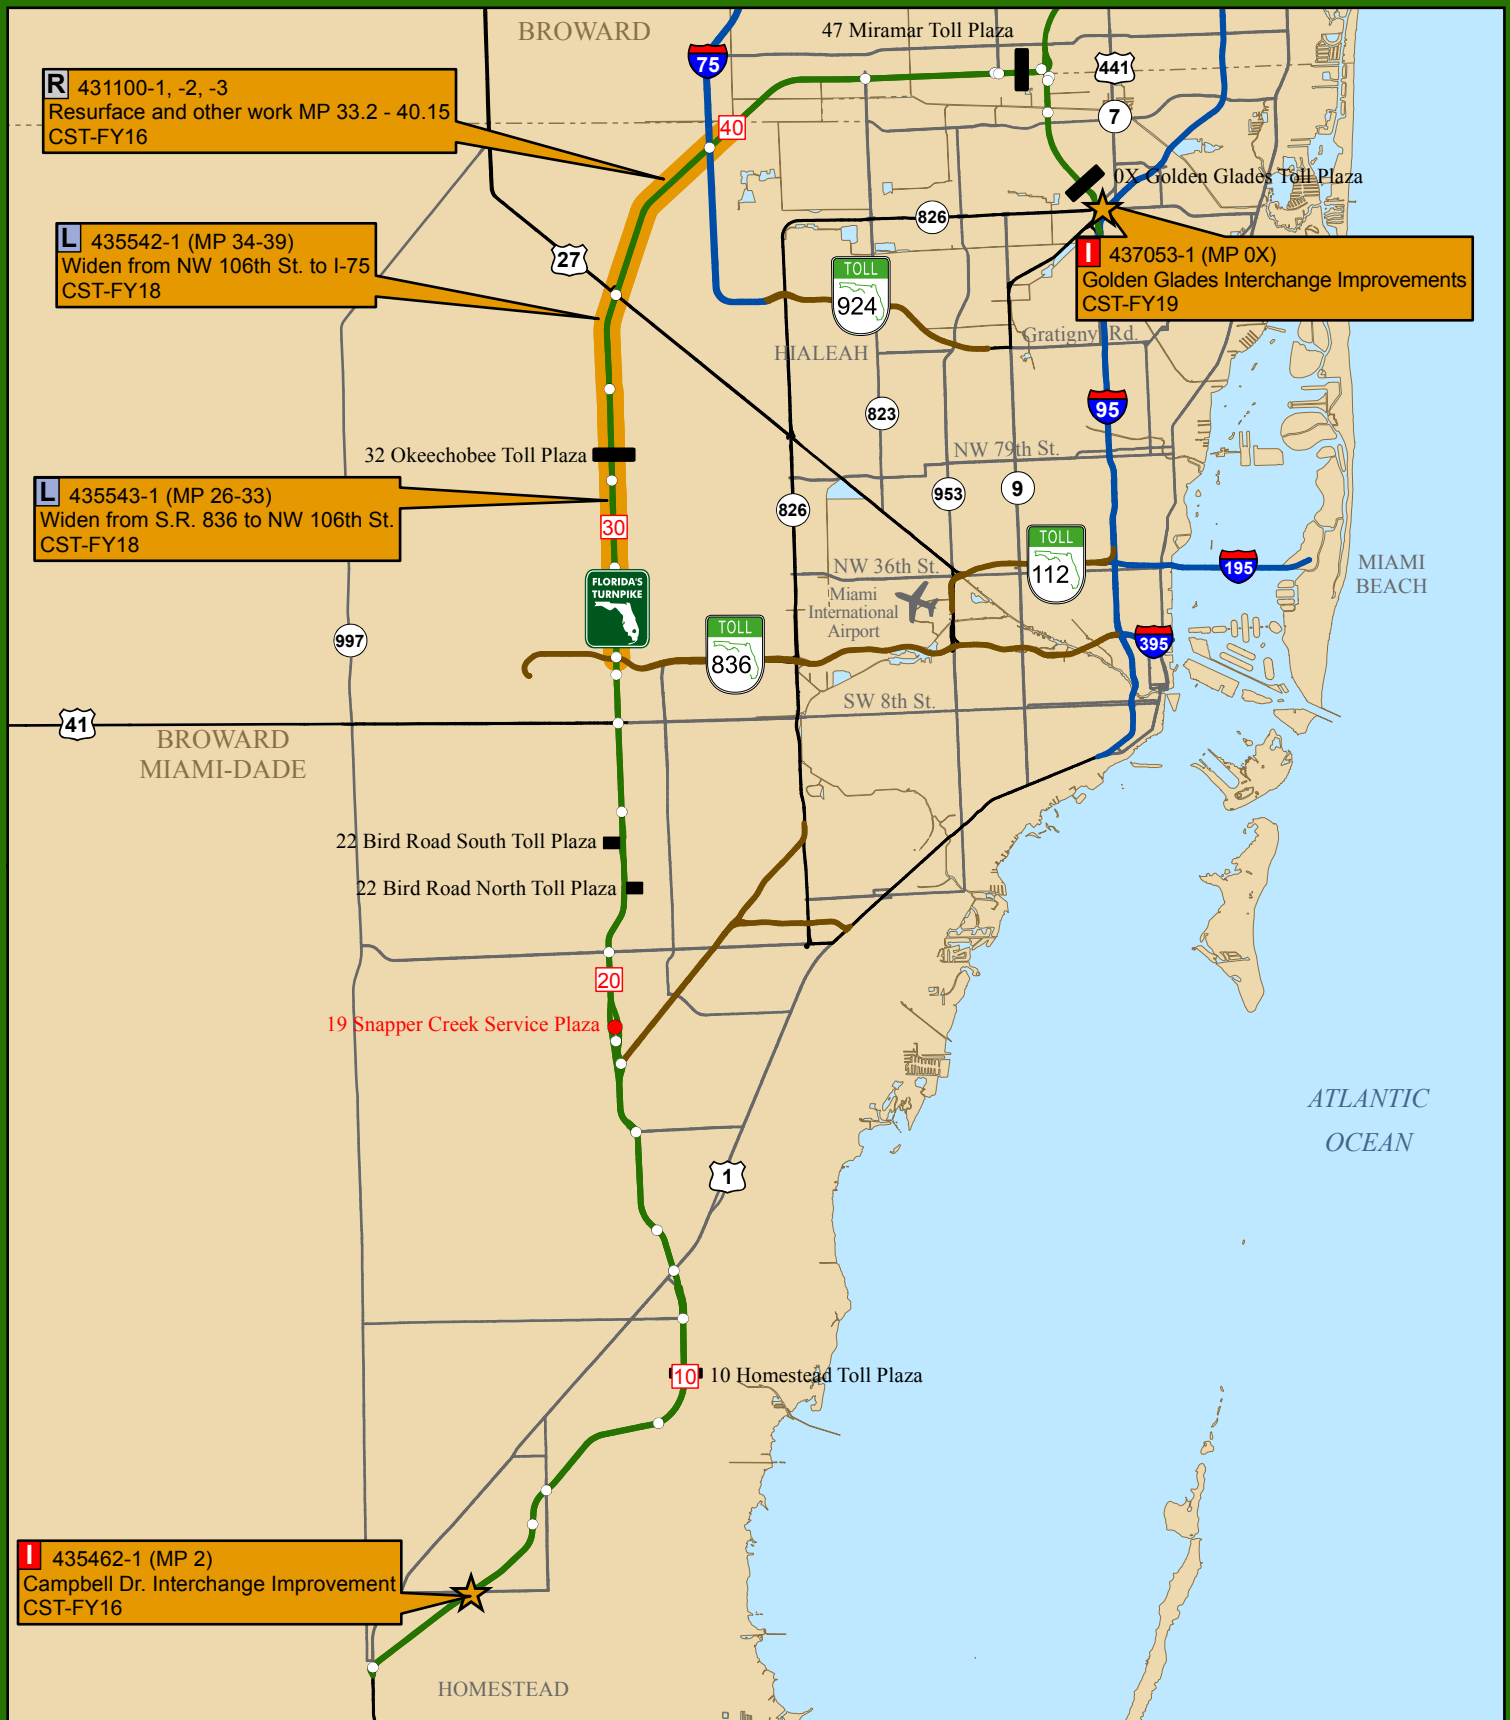 BROWARD
47 Miramar Toll Plaza
75
441
R 431100-1, -2, -3
Resurface and other work MP 33.2 - 40.15
CST-FY16
40
7
0X Golden Glades Toll Plaza
826
L 435542-1 (MP 34-39)
Widen from NW 106th St. to I-75
CST-FY18
27
I 437053-1 (MP 0X)
Golden Glades Interchange Improvements
CST-FY19
TOLL
924
Gratigny Rd.
HIALEAH
823
95
32 Okeechobee Toll Plaza
NW 79th St.
L 435543-1 (MP 26-33)
Widen from S.R. 836 to NW 106th St.
CST-FY18
953
9
826
30
TOLL
112
NW 36th St.
195
MIAMI
BEACH
FLORIDA'S
TURNPIKE
Miami
International
Airport
997
TOLL
836
395
SW 8th St.
41
BROWARD
MIAMI-DADE
22 Bird Road South Toll Plaza
22 Bird Road North Toll Plaza
20
19 Snapper Creek Service Plaza
ATLANTIC
OCEAN
1
10
10 Homestead Toll Plaza
I 435462-1 (MP 2)
Campbell Dr. Interchange Improvement
CST-FY16
HOMESTEAD